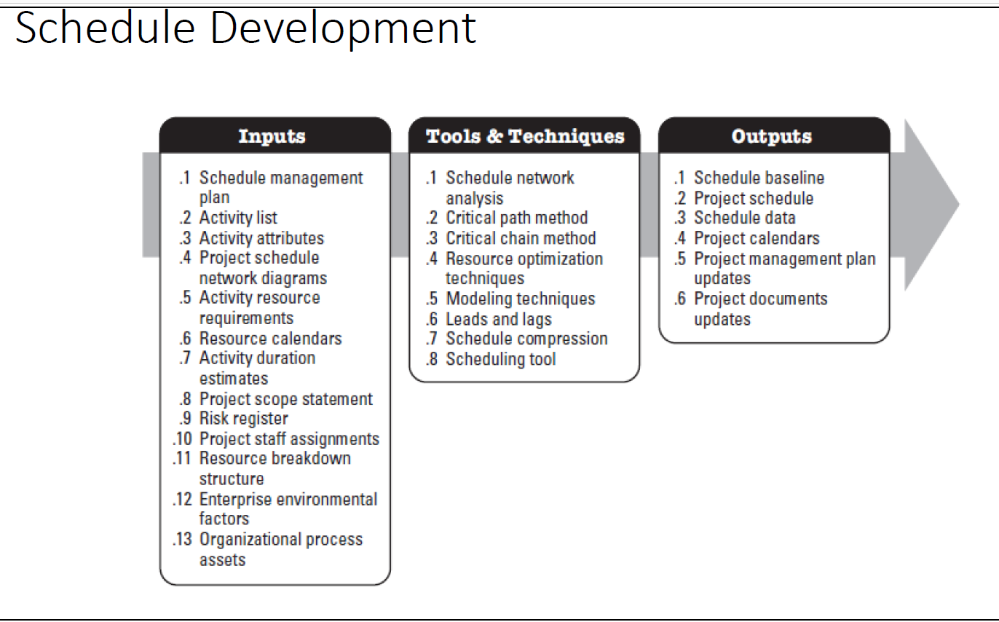 Schedule Development
Inputs
.1 Schedule management
plan
.2 Activity list
.3 Activity attributes
.4 Project schedule
network diagrams
.5 Activity resource
requirements
.6 Resource calendars
.7 Activity duration
estimates
.8 Project scope statement
.9 Risk register
.10 Project staff assignments
.11 Resource breakdown
structure
.12 Enterprise environmental
factors
.13 Organizational process
assets
Tools & Techniques
.1 Schedule network
analysis
.2 Critical path method
.3 Critical chain method
.4 Resource optimization
techniques
.5 Modeling techniques
.6 Leads and lags
.7 Schedule compression
.8 Scheduling tool
Outputs
.1 Schedule baseline
.2 Project schedule
.3 Schedule data
.4 Project calendars
.5 Project management plan
updates
.6 Project documents
updates